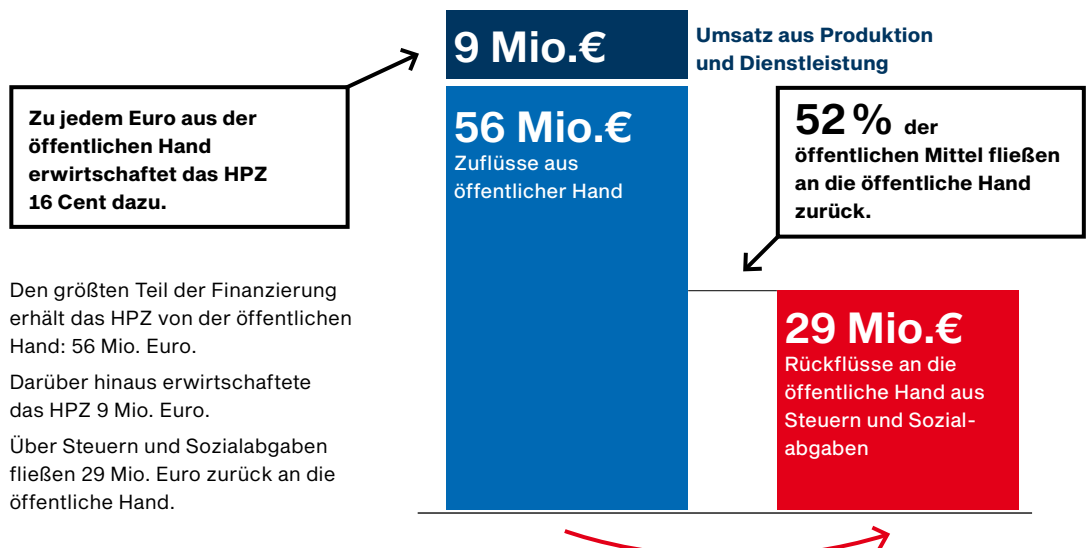 9 Mio.€
Umsatz aus Produktion
und Dienstleistung
Zu jedem Euro aus der
öffentlichen Hand
erwirtschaftet das HPZ
16 Cent dazu.
56 Mio.€
Zuflüsse aus
öffentlicher Hand
52 % der
öffentlichen Mittel fließen
an die öffentliche Hand
zurück.
Den größten Teil der Finanzierung
erhält das HPZ von der öffentlichen
Hand: 56 Mio. Euro.
Darüber hinaus erwirtschaftete
das HPZ 9 Mio. Euro.
Über Steuern und Sozialabgaben
fließen 29 Mio. Euro zurück an die
öffentliche Hand.
29 Mio.€
Rückflüsse an die
öffentliche Hand aus
Steuern und Sozial-
abgaben